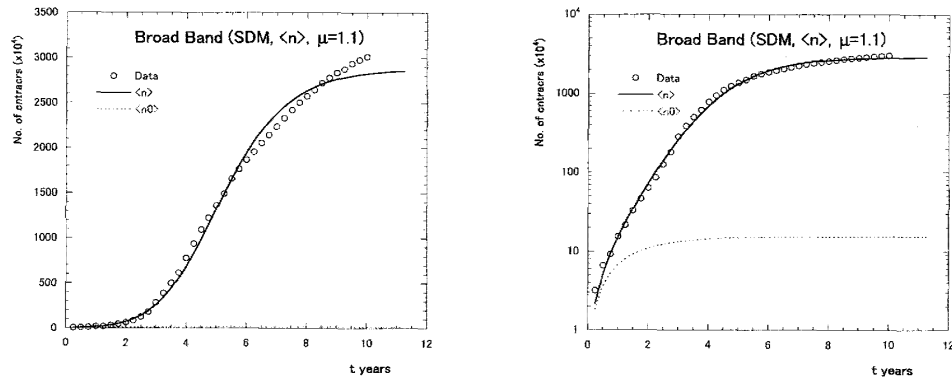 Broad Band (SDM, <n>, μ=1.1)
No. of cntracrs (x10⁴)
Data
<n>
<n0>
3500
3000
2500
2000
1500
1000
500
0
0 2 4 6 8 10 12
t years
Broad Band (SDM, <n>, μ=1.1)
No. of cntracrs (x10⁴)
Data
<n>
<n0>
10⁴
1000
100
10
1
0 2 4 6 8 10 12
t years